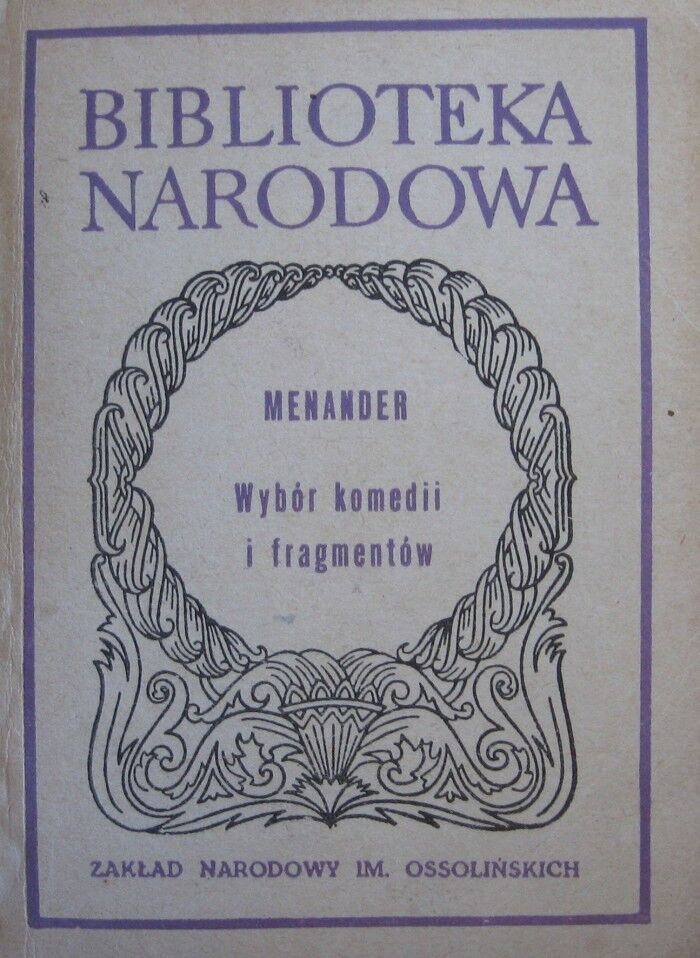 BIBLIOTEKA
NARODOWA
MENANDER
Wybór komedii
i fragmentów
ZAKŁAD NARODOWY IM. OSSOLIŃSKICH